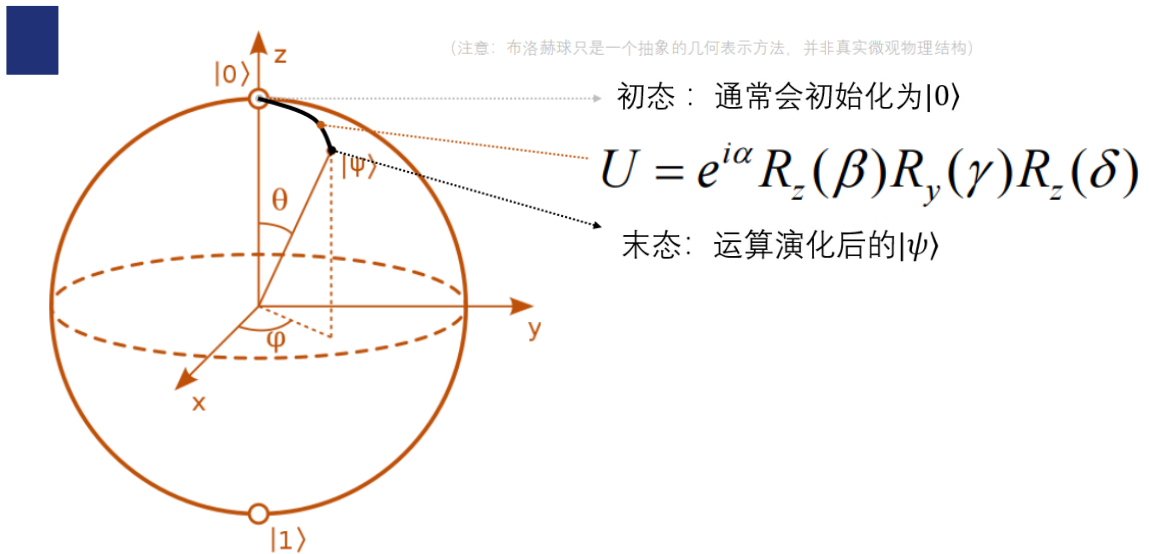 （注意：布洛赫球只是一个抽象的几何表示方法，并非真实微观物理结构）
z
|0⟩
初态： 通常会初始化为|0⟩
U = e^{iα} R_z(β)R_y(γ)R_z(δ)
|ψ⟩
θ
末态：运算演化后的|ψ⟩
y
φ
x
|1⟩